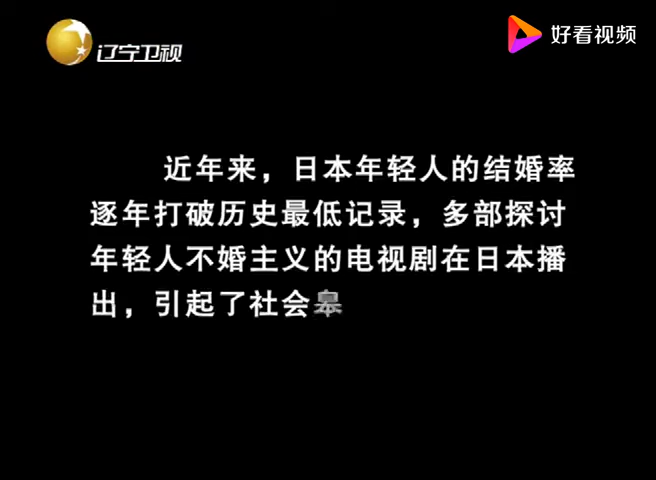 辽宁卫视
好看视频
近年来，日本年轻人的结婚率
逐年打破历史最低记录，多部探讨
年轻人不婚主义的电视剧在日本播
出，引起了社会